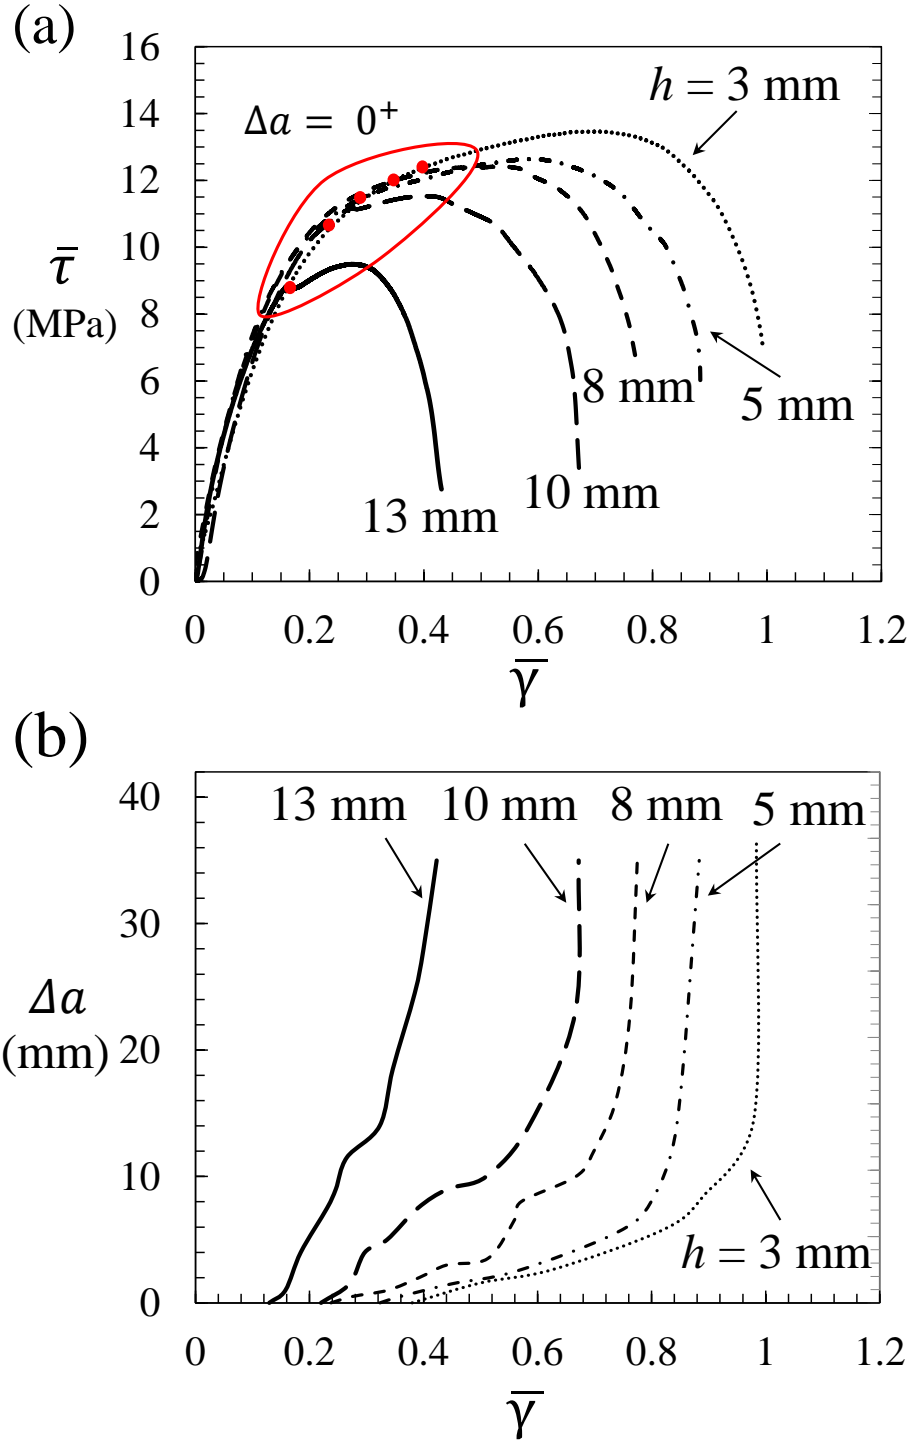 (a)
16
14
12
10
8
6
4
2
0
τ̄
(MPa)
Δa = 0⁺
h = 3 mm
8 mm
5 mm
10 mm
13 mm
0 0.2 0.4 0.6 0.8 1 1.2
γ̄
(b)
40
30
20
10
0
Δa
(mm)
13 mm 10 mm 8 mm 5 mm
h = 3 mm
0 0.2 0.4 0.6 0.8 1 1.2
γ̄